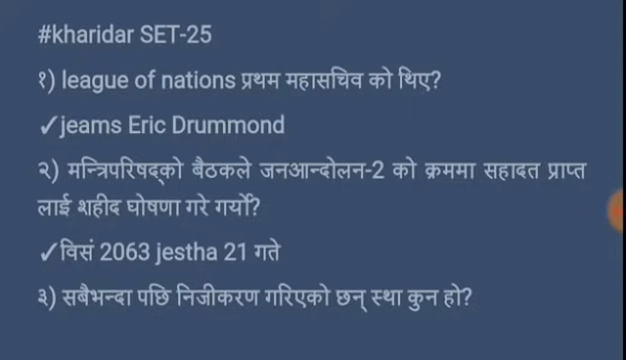 #kharidar SET-25
१) league of nations प्रथम महासचिव को थिए?
✓jeams Eric Drummond
२) मन्त्रिपरिषद्को बैठकले जनआन्दोलन-2 को क्रममा सहादत प्राप्त
लाई शहीद घोषणा गरे गर्यो?
✓विसं 2063 jestha 21 गते
३) सबैभन्दा पछि निजीकरण गरिएको छन् स्था कुन हो?